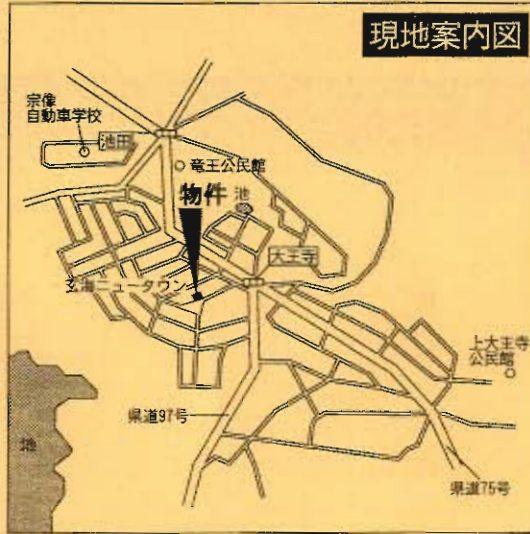 現地案内図
宗像
自動車学校
池田
竜王公民館
物件
池
大王寺
玄海ニュータウン
上大王寺
公民館
県道97号
池
県道75号